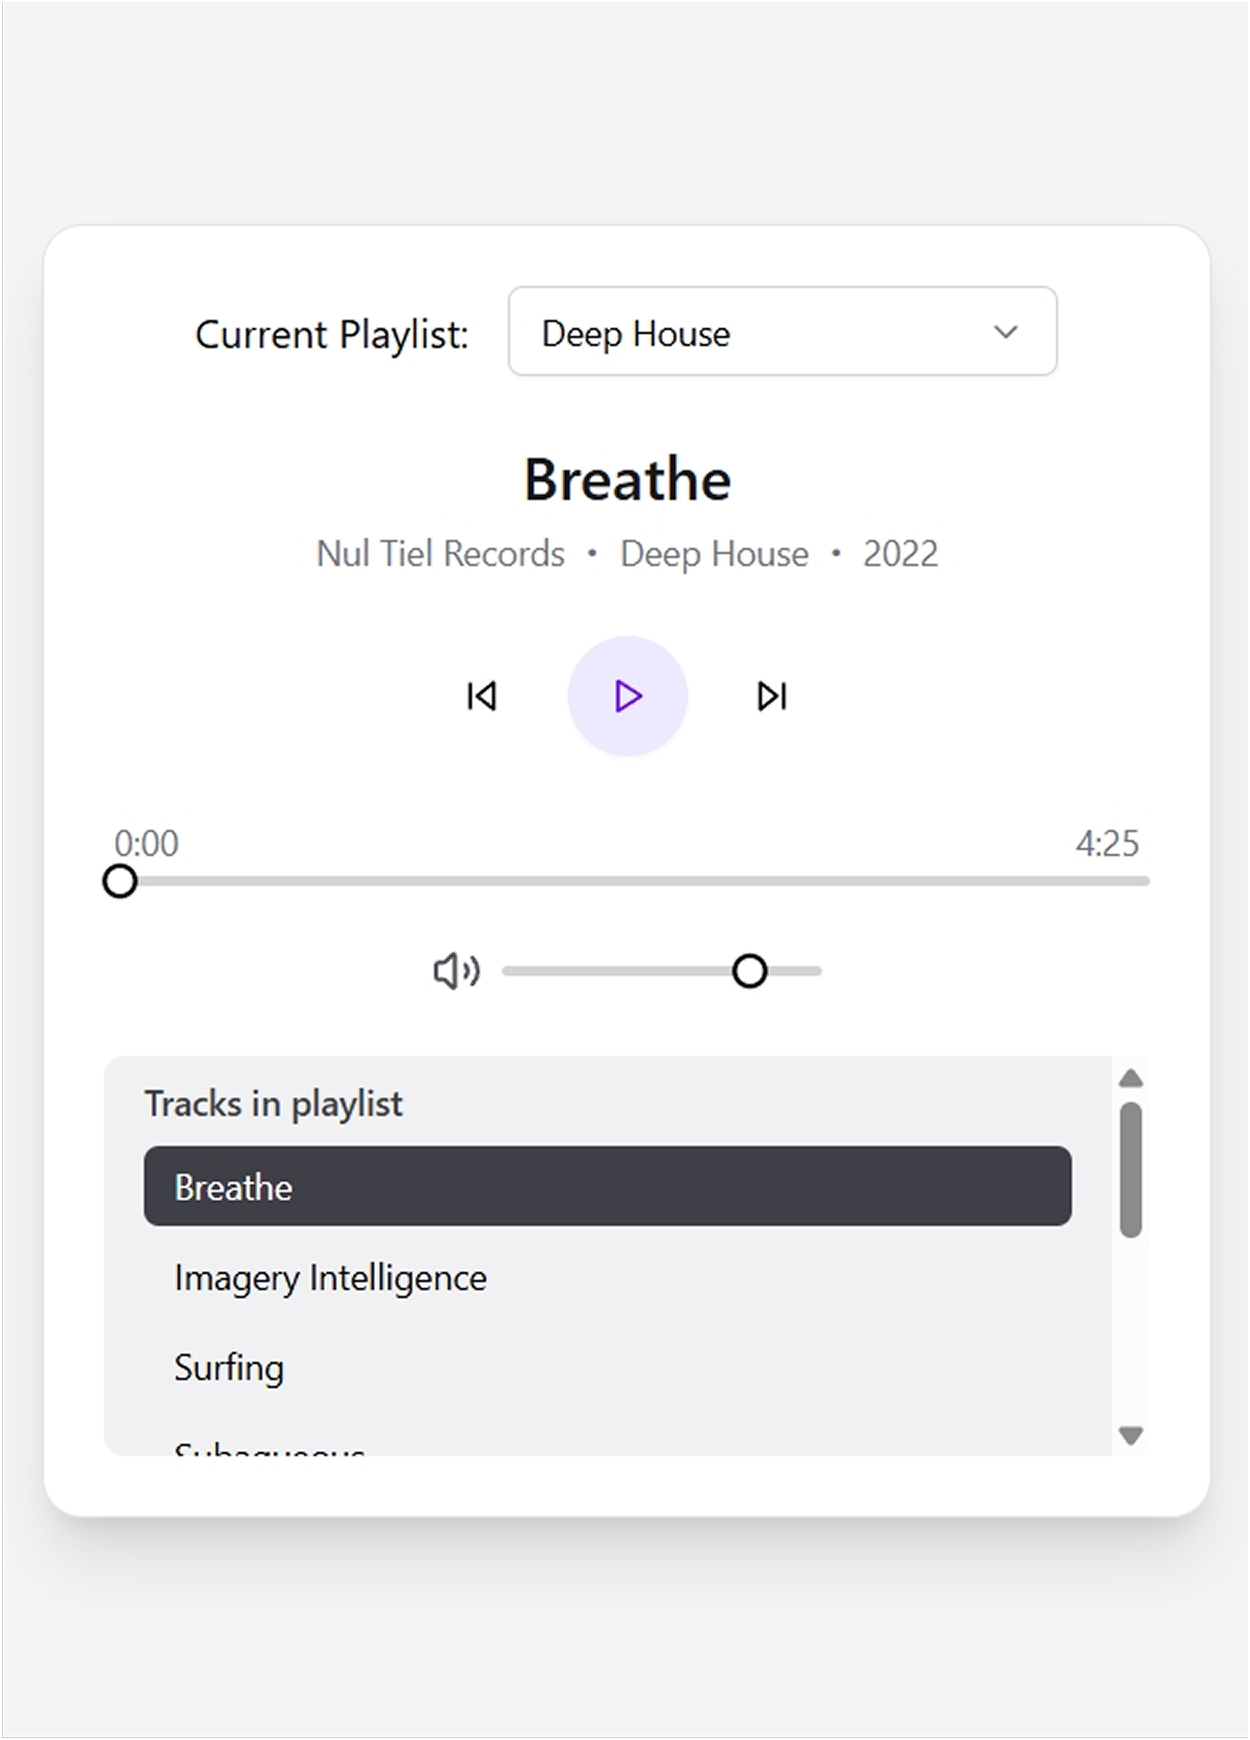 Current Playlist: Deep House
Breathe
Nul Tiel Records • Deep House • 2022
0:00 4:25
Tracks in playlist
Breathe
Imagery Intelligence
Surfing
Subaqueous